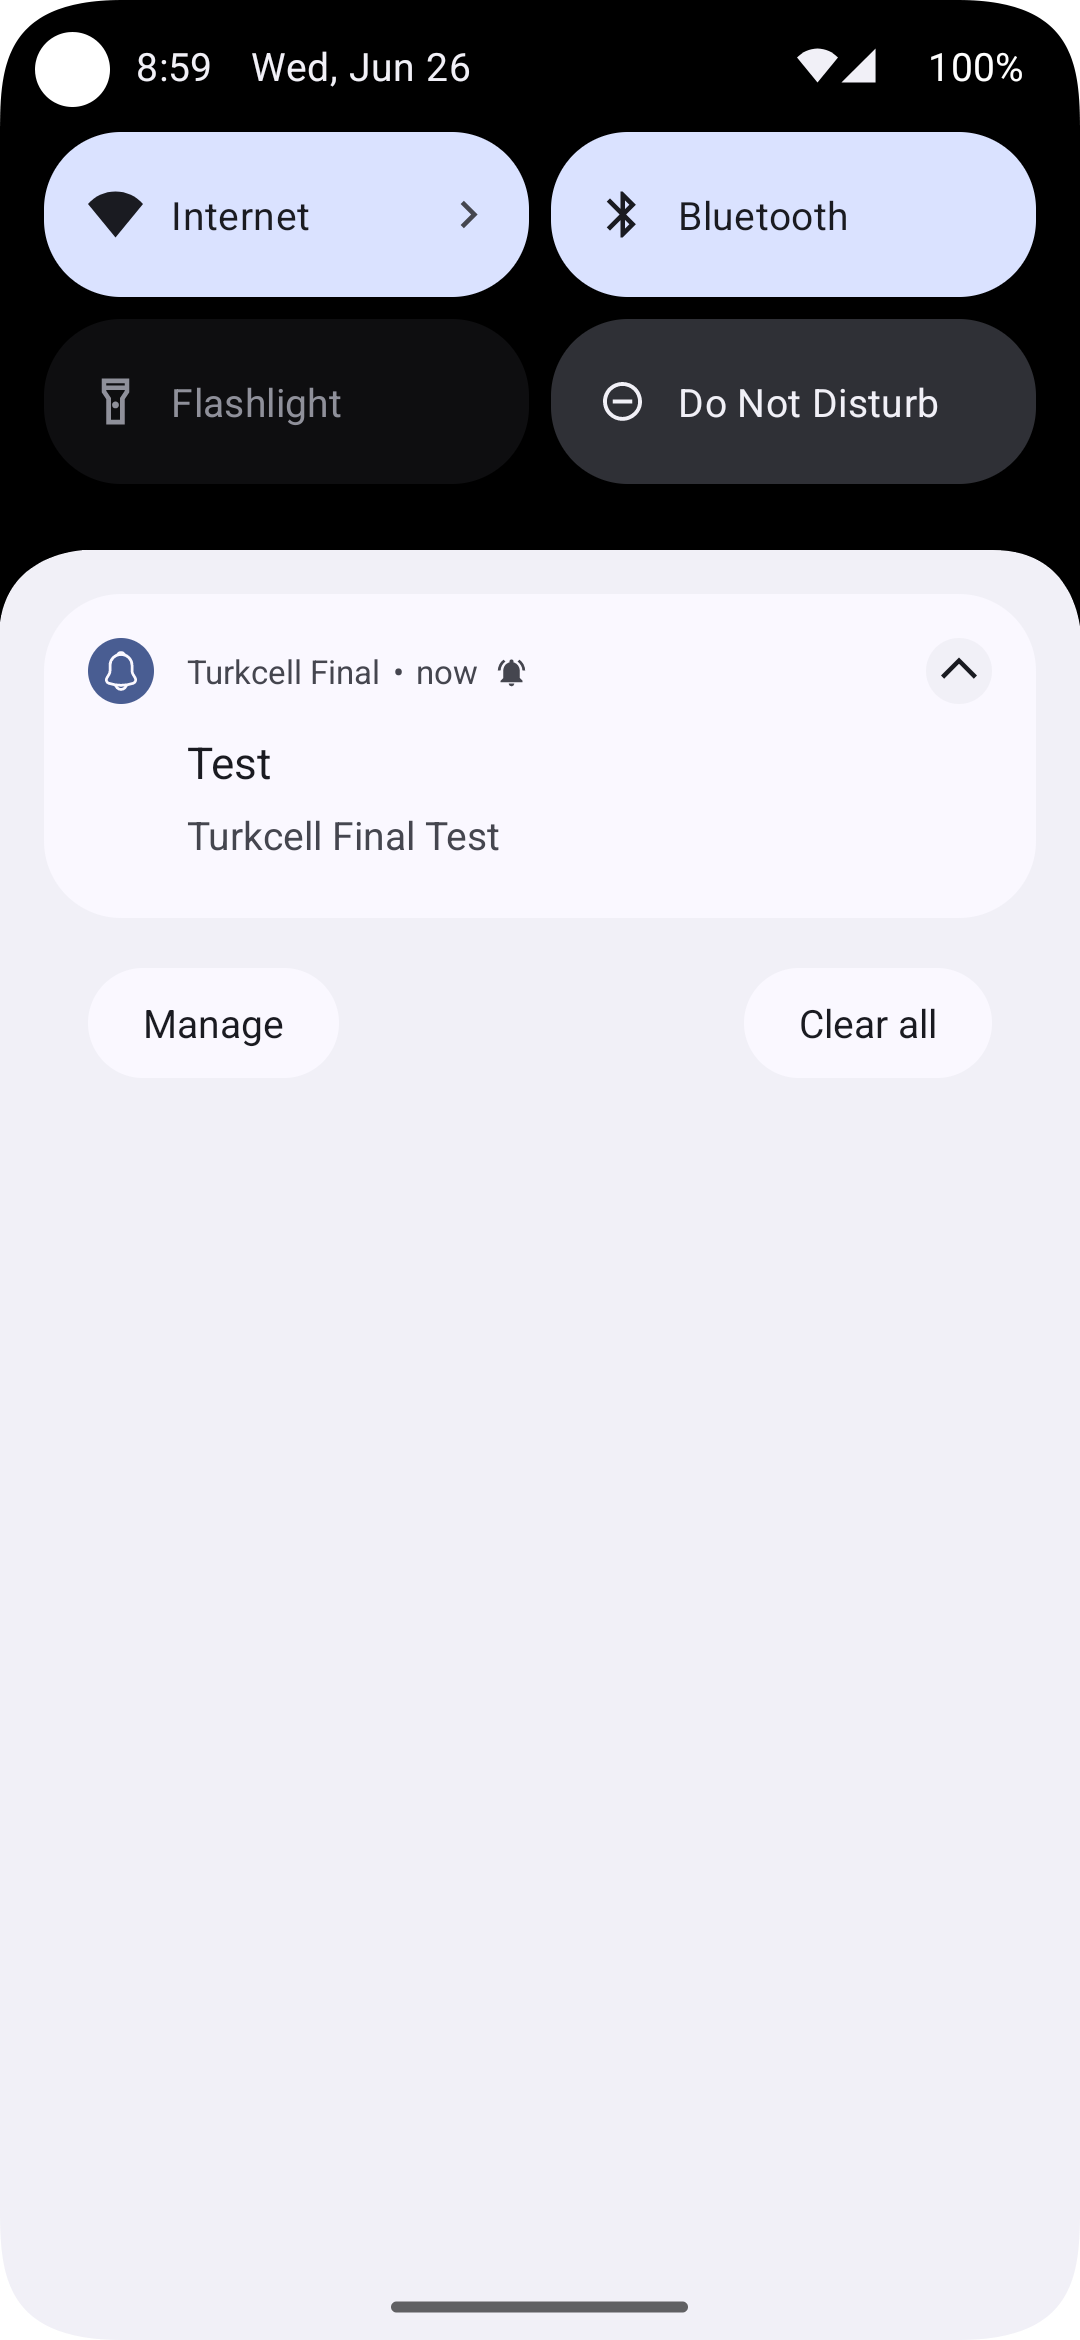 8:59 Wed, Jun 26 100%
Internet Bluetooth
Flashlight Do Not Disturb
Turkcell Final • now
Test
Turkcell Final Test
Manage Clear all